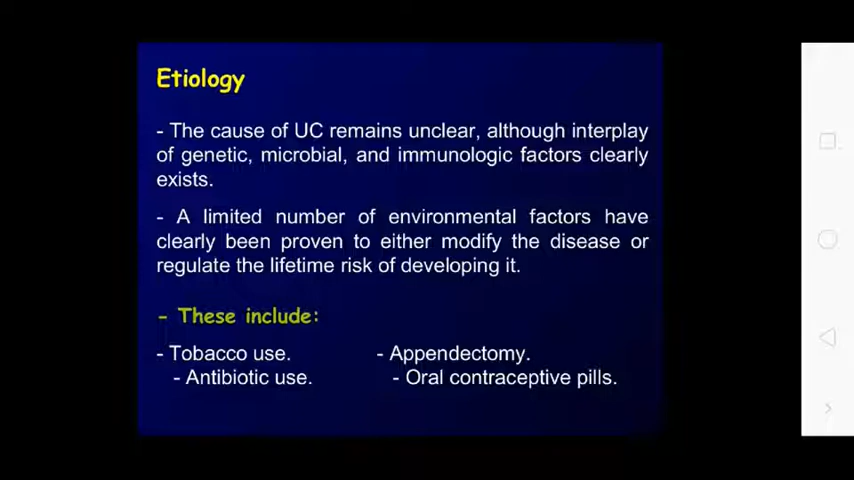 Etiology
- The cause of UC remains unclear, although interplay
of genetic, microbial, and immunologic factors clearly
exists.
- A limited number of environmental factors have
clearly been proven to either modify the disease or
regulate the lifetime risk of developing it.
- These include:
- Tobacco use. - Appendectomy.
- Antibiotic use. - Oral contraceptive pills.